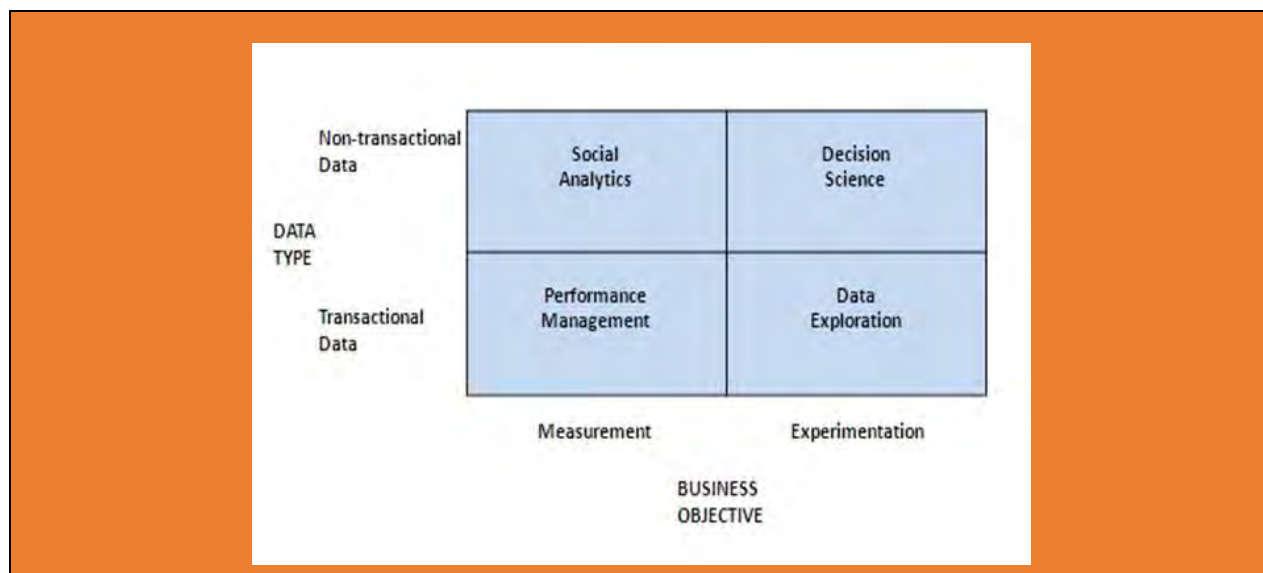 Non-transactional
Data
Social
Analytics
Decision
Science
DATA
TYPE
Transactional
Data
Performance
Management
Data
Exploration
Measurement
Experimentation
BUSINESS
OBJECTIVE